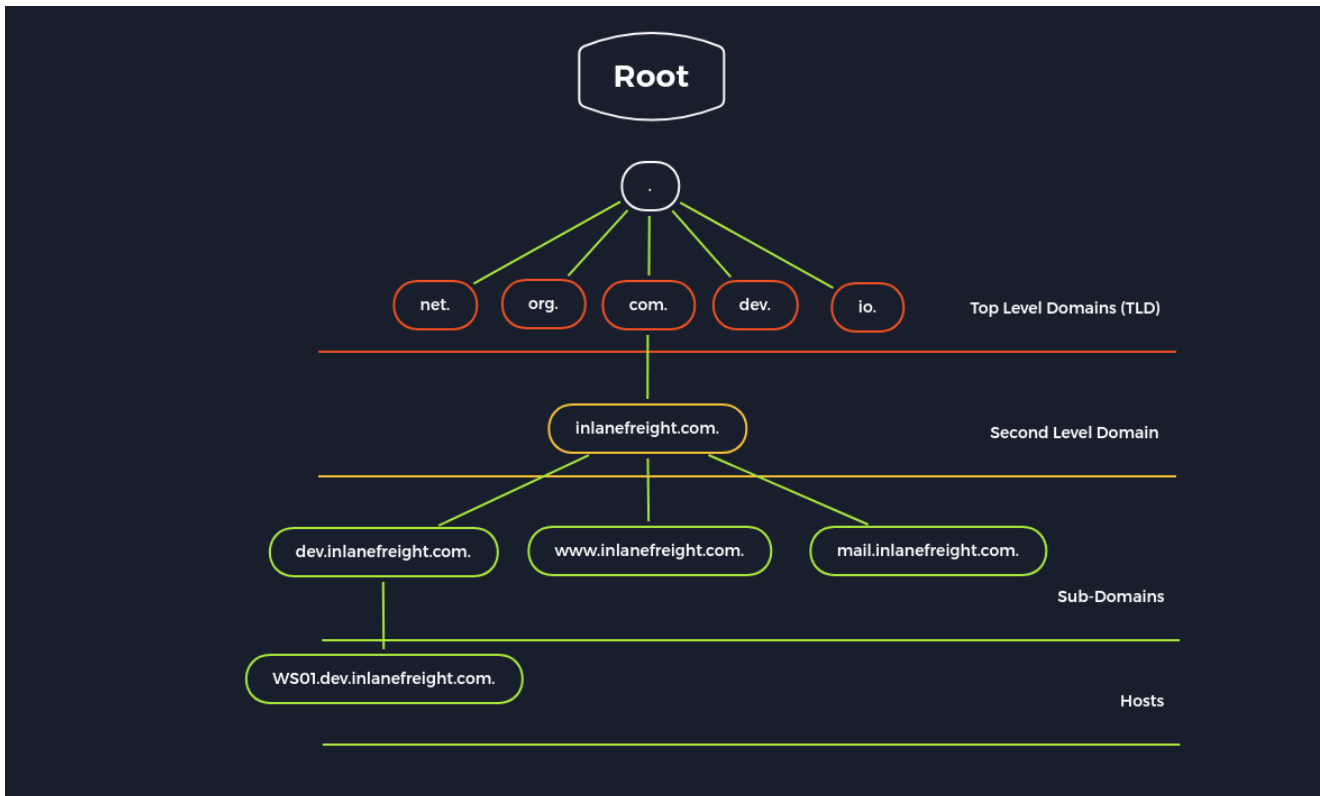 Root
.
net.
org.
com.
dev.
io.
Top Level Domains (TLD)
inlanefreight.com.
Second Level Domain
dev.inlanefreight.com.
www.inlanefreight.com.
mail.inlanefreight.com.
Sub-Domains
WS01.dev.inlanefreight.com.
Hosts